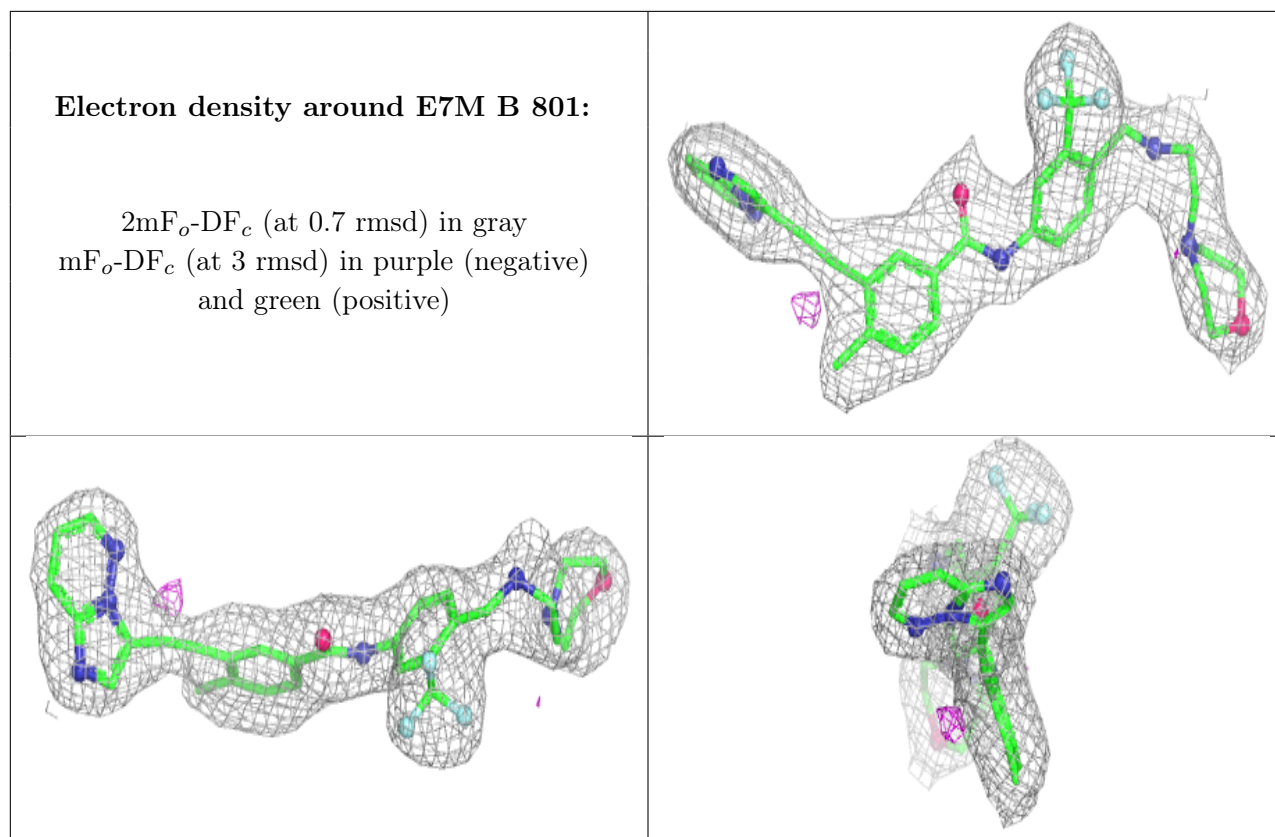 Electron density around E7M B 801:
2mFₒ-DF𝒸 (at 0.7 rmsd) in gray
mFₒ-DF𝒸 (at 3 rmsd) in purple (negative)
and green (positive)